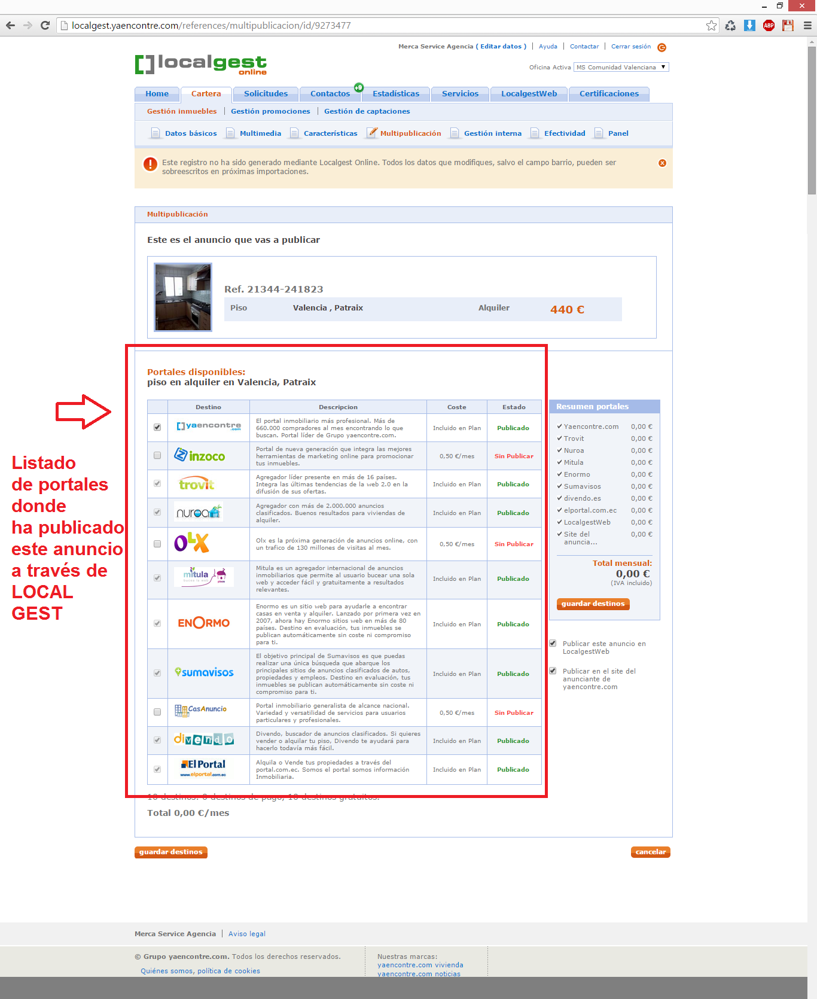 localgest.yaencontre.com/references/multipublicacion/id/9273477
ABP
Merca Service Agencia ( Editar datos ) | Ayuda | Contactar | Cerrar sesión
localgest
online
Oficina Activa MS Comunidad Valenciana
Home Cartera Solicitudes Contactos +9 Estadísticas Servicios LocalgestWeb Certificaciones
Gestión inmuebles | Gestión promociones | Gestión de captaciones
Datos básicos Multimedia Características Multipublicación Gestión interna Efectividad Panel
Este registro no ha sido generado mediante Localgest Online. Todos los datos que modifiques, salvo el campo barrio, pueden ser
sobreescritos en próximas importaciones.
Multipublicación
Este es el anuncio que vas a publicar
Ref. 21344-241823
Piso Valencia , Patraix Alquiler 440 €
Portales disponibles:
piso en alquiler en Valencia, Patraix
Destino Descripcion Coste Estado
yaencontre
.com
El portal inmobiliario más profesional. Más de
660.000 compradores al mes encontrando lo que
buscan. Portal líder de Grupo yaencontre.com.
Incluido en Plan Publicado
inzoco
Portal de nueva generación que integra las mejores
herramientas de marketing online para promocionar
tus inmuebles.
0,50 €/mes Sin Publicar
trovit
Agregador líder presente en más de 16 países.
Integra las últimas tendencias de la web 2.0 en la
difusión de sus ofertas.
Incluido en Plan Publicado
nuroa
Agregador con más de 2.000.000 anuncios
clasificados. Buenos resultados para viviendas de
alquiler.
Incluido en Plan Publicado
OLX
Olx es la próxima generación de anuncios online, con
un trafico de 130 millones de visitas al mes.
0,50 €/mes Sin Publicar
mitula
busca la web
pisos
Mitula es un agregador internacional de anuncios
inmobiliarios que permite al usuario bucear una sola
web y acceder fácil y gratuitamente a resultados
relevantes.
Incluido en Plan Publicado
ENORMO
Enormo es un sitio web para ayudarle a encontrar
casas en venta y alquiler. Lanzado por primera vez en
2007, ahora hay Enormo sitios web en más de 80
países. Destino en evaluación, tus inmuebles se
publican automáticamente sin coste ni compromiso
para ti.
Incluido en Plan Publicado
sumavisos
El objetivo principal de Sumavisos es que puedas
realizar una única búsqueda que abarque los
principales sitios de anuncios clasificados de autos,
propiedades y empleos. Destino en evaluación, tus
inmuebles se publican automáticamente sin coste ni
compromiso para ti.
Incluido en Plan Publicado
CasAnuncio
Portal inmobiliario generalista de alcance nacional.
Variedad y versatilidad de servicios para usuarios
particulares y profesionales.
0,50 €/mes Sin Publicar
divendo
Divendo, buscador de anuncios clasificados. Si quieres
vender o alquilar tu piso, Divendo te ayudará para
hacerlo todavía más fácil.
Incluido en Plan Publicado
El Portal
www.elportal.com.ec
Alquila o Vende tus propiedades a través del
portal.com.ec. Somos el portal somos información
Inmobiliaria.
Incluido en Plan Publicado
10 destinos: 0 destinos de pago, 10 destinos gratuitos.
Total 0,00 €/mes
Resumen portales
Yaencontre.com 0,00 €
Trovit 0,00 €
Nuroa 0,00 €
Mitula 0,00 €
Enormo 0,00 €
Sumavisos 0,00 €
divendo.es 0,00 €
elportal.com.ec 0,00 €
LocalgestWeb 0,00 €
Site del 0,00 €
anuncia...
Total mensual:
0,00 €
(IVA incluido)
guardar destinos
Publicar este anuncio en
LocalgestWeb
Publicar en el site del
anunciante de
yaencontre.com
Listado
de portales
donde
ha publicado
este anuncio
a través de
LOCAL
GEST
guardar destinos cancelar
Merca Service Agencia | Aviso legal
© Grupo yaencontre.com. Todos los derechos reservados.
Quiénes somos, política de cookies
Nuestras marcas:
yaencontre.com vivienda
yaencontre.com noticias